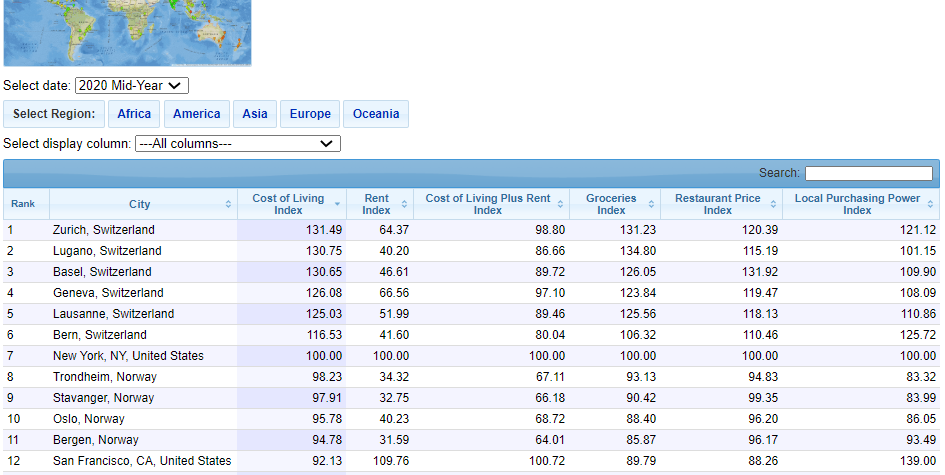 Select date: 2020 Mid-Year
Select Region: Africa America Asia Europe Oceania
Select display column: ---All columns---
Search:
Rank City Cost of Living Index Rent Index Cost of Living Plus Rent Index Groceries Index Restaurant Price Index Local Purchasing Power Index
1 Zurich, Switzerland 131.49 64.37 98.80 131.23 120.39 121.12
2 Lugano, Switzerland 130.75 40.20 86.66 134.80 115.19 101.15
3 Basel, Switzerland 130.65 46.61 89.72 126.05 131.92 109.90
4 Geneva, Switzerland 126.08 66.56 97.10 123.84 119.47 108.09
5 Lausanne, Switzerland 125.03 51.99 89.46 125.56 118.13 110.86
6 Bern, Switzerland 116.53 41.60 80.04 106.32 110.46 125.72
7 New York, NY, United States 100.00 100.00 100.00 100.00 100.00 100.00
8 Trondheim, Norway 98.23 34.32 67.11 93.13 94.83 83.32
9 Stavanger, Norway 97.91 32.75 66.18 90.42 99.35 83.99
10 Oslo, Norway 95.78 40.23 68.72 88.40 96.20 86.05
11 Bergen, Norway 94.78 31.59 64.01 85.87 96.17 93.49
12 San Francisco, CA, United States 92.13 109.76 100.72 89.79 88.26 139.00